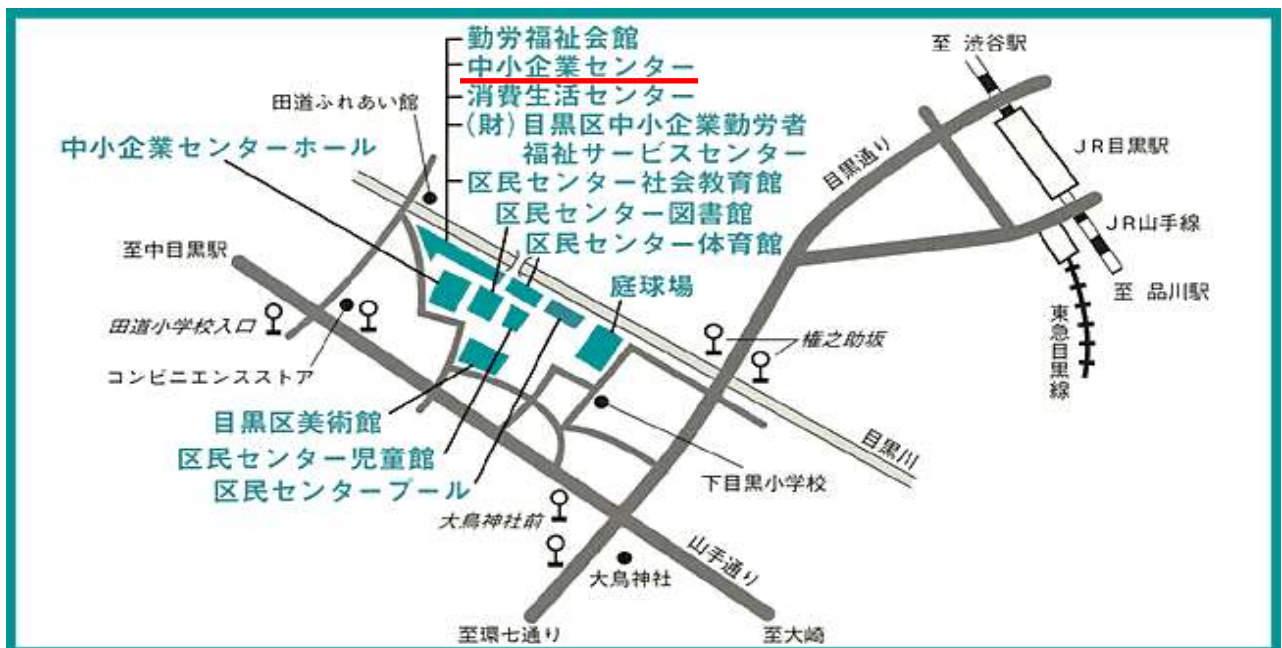 勤労福祉会館
中小企業センター
消費生活センター
(財)目黒区中小企業勤労者
福祉サービスセンター
区民センター社会教育館
区民センター図書館
区民センター体育館
庭球場
田道ふれあい館
中小企業センターホール
至中目黒駅
田道小学校入口
コンビニエンスストア
目黒区美術館
区民センター児童館
区民センタープール
大鳥神社前
大鳥神社
下目黒小学校
権之助坂
目黒川
山手通り
至環七通り
至大崎
目黒通り
至 渋谷駅
JR目黒駅
JR山手線
至 品川駅
東急目黒線